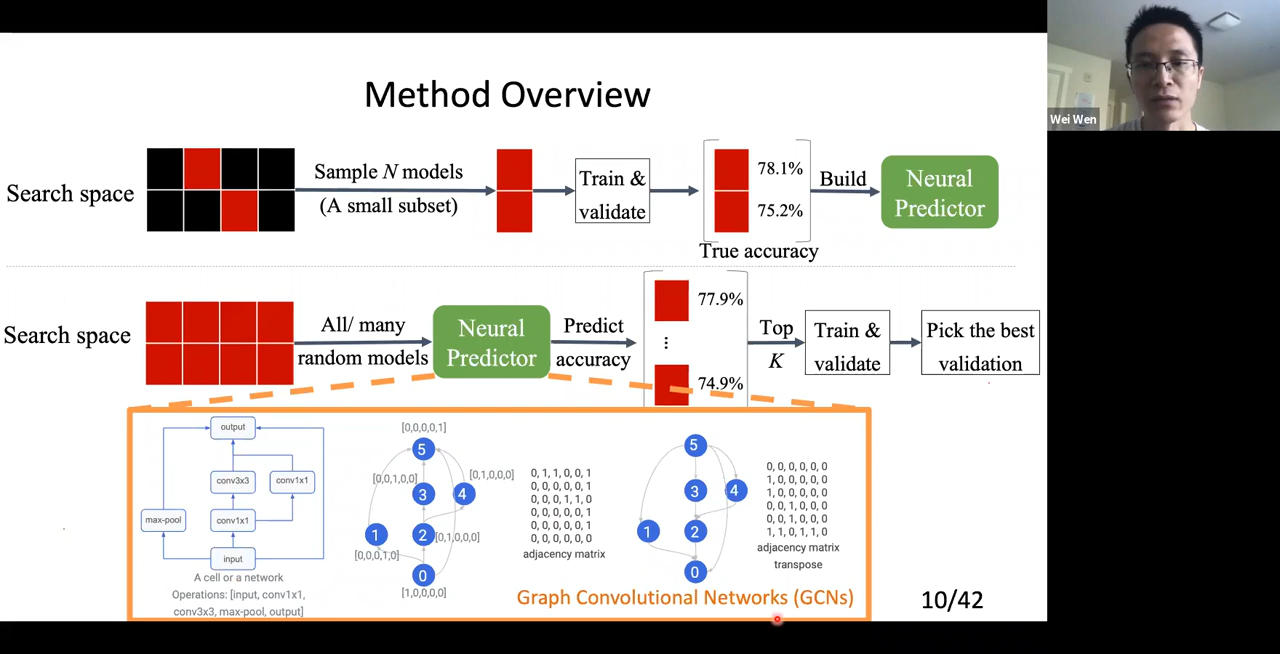 Method Overview
Wei Wen
Search space
Sample N models
(A small subset)
Train &
validate
78.1%
75.2%
True accuracy
Build
Neural
Predictor
Search space
All/ many
random models
Neural
Predictor
Predict
accuracy
77.9%
⋮
74.9%
Top
K
Train &
validate
Pick the best
validation
output
conv3x3
conv1x1
max-pool
conv1x1
input
A cell or a network
Operations: [input, conv1x1,
conv3x3, max-pool, output]
[0,0,0,0,1]
5
[0,0,1,0,0]
3
[0,1,0,0,0]
4
1
2
[0,1,0,0,0]
[0,0,0,1,0]
0
[1,0,0,0,0]
0, 1, 1, 0, 0, 1
0, 0, 0, 0, 0, 1
0, 0, 0, 1, 1, 0
0, 0, 0, 0, 0, 1
0, 0, 0, 0, 0, 1
0, 0, 0, 0, 0, 0
adjacency matrix
5
3
4
1
2
0
0, 0, 0, 0, 0, 0
1, 0, 0, 0, 0, 0
1, 0, 0, 0, 0, 0
0, 0, 1, 0, 0, 0
0, 0, 1, 0, 0, 0
1, 1, 0, 1, 1, 0
adjacency matrix
transpose
Graph Convolutional Networks (GCNs)
10/42